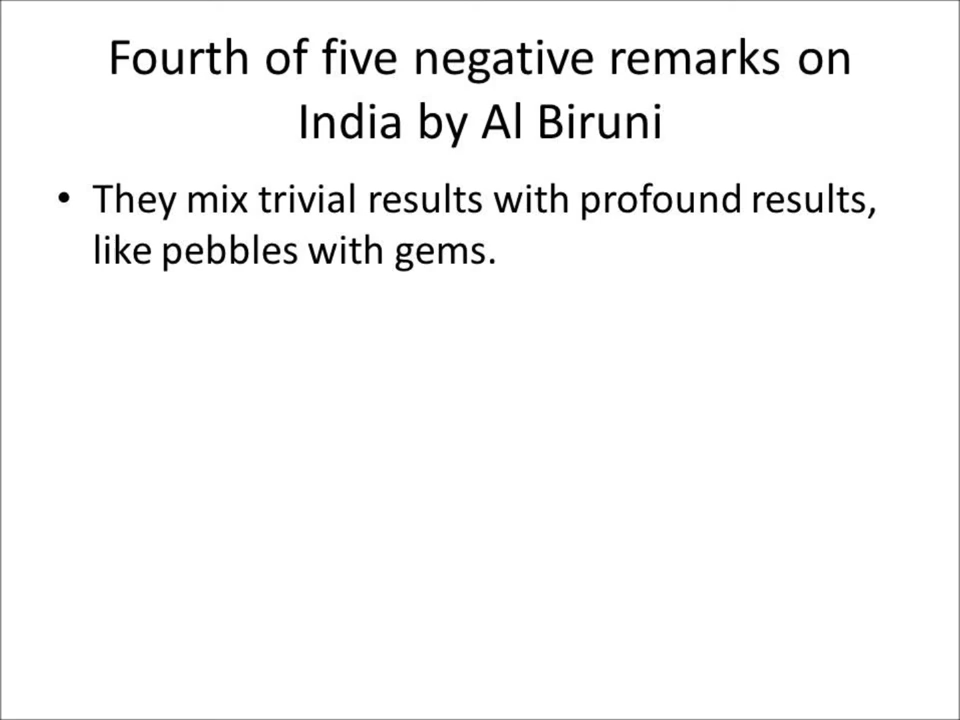 Fourth of five negative remarks on
India by Al Biruni
• They mix trivial results with profound results,
like pebbles with gems.